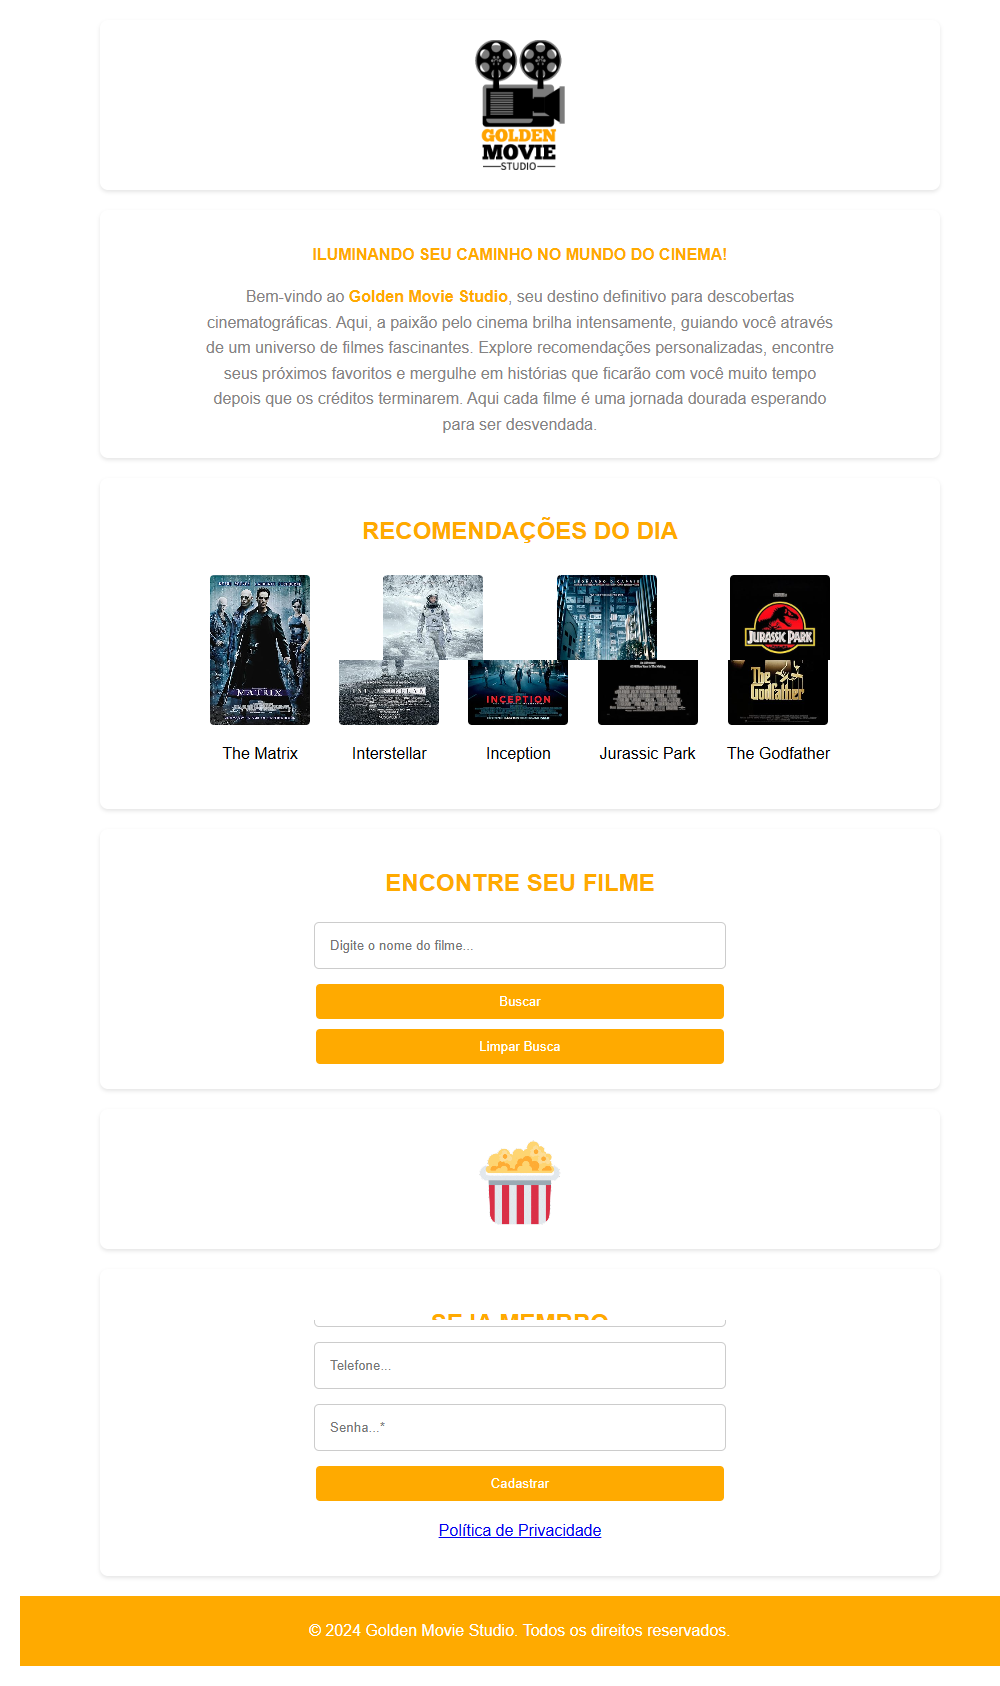 GOLDEN
MOVIE
STUDIO
ILUMINANDO SEU CAMINHO NO MUNDO DO CINEMA!
Bem-vindo ao Golden Movie Studio, seu destino definitivo para descobertas
cinematográficas. Aqui, a paixão pelo cinema brilha intensamente, guiando você através
de um universo de filmes fascinantes. Explore recomendações personalizadas, encontre
seus próximos favoritos e mergulhe em histórias que ficarão com você muito tempo
depois que os créditos terminarem. Aqui cada filme é uma jornada dourada esperando
para ser desvendada.
RECOMENDAÇÕES DO DIA
JURASSIC PARK
MATRIX
INTERSTELLAR
INCEPTION
The
Godfather
The Matrix
Interstellar
Inception
Jurassic Park
The Godfather
ENCONTRE SEU FILME
Digite o nome do filme...
Buscar
Limpar Busca
SEJA MEMBRO
Telefone...
Senha...*
Cadastrar
Política de Privacidade
© 2024 Golden Movie Studio. Todos os direitos reservados.